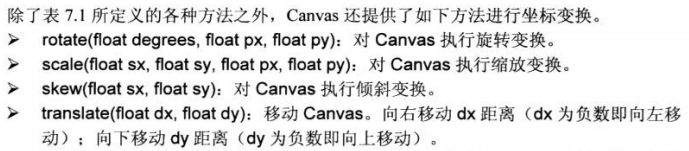 除了表 7.1 所定义的各种方法之外，Canvas 还提供了如下方法进行坐标变换。
➢ rotate(float degrees, float px, float py)：对 Canvas 执行旋转变换。
➢ scale(float sx, float sy, float px, float py)：对 Canvas 执行缩放变换。
➢ skew(float sx, float sy)：对 Canvas 执行倾斜变换。
➢ translate(float dx, float dy)：移动 Canvas。向右移动 dx 距离（dx 为负数即向左移
动）；向下移动 dy 距离（dy 为负数即向上移动）。